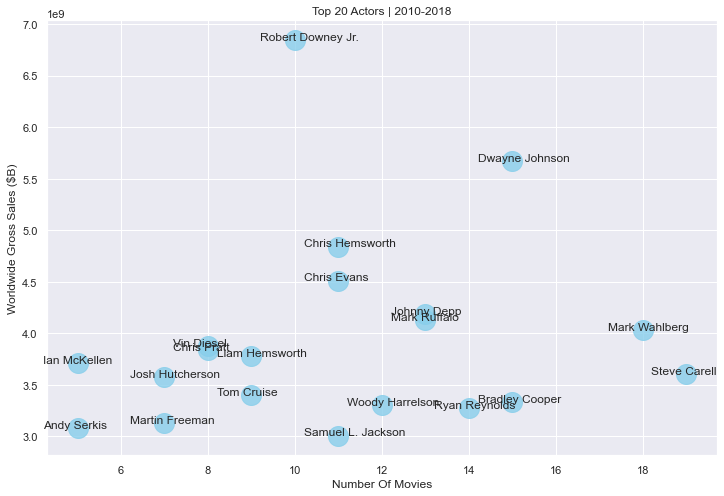 Top 20 Actors | 2010-2018
1e9
7.0
Robert Downey Jr.
6.5
6.0
Dwayne Johnson
5.5
Worldwide Gross Sales ($B)
5.0
Chris Hemsworth
4.5
Chris Evans
Johnny Depp
Mark Ruffalo
4.0
Mark Wahlberg
Vin Diesel
Chris Pratt
Liam Hemsworth
Ian McKellen
Josh Hutcherson
Steve Carell
3.5
Tom Cruise
Woody Harrelson
Bradley Cooper
Ryan Reynolds
Martin Freeman
Andy Serkis
Samuel L. Jackson
3.0
6 8 10 12 14 16 18
Number Of Movies